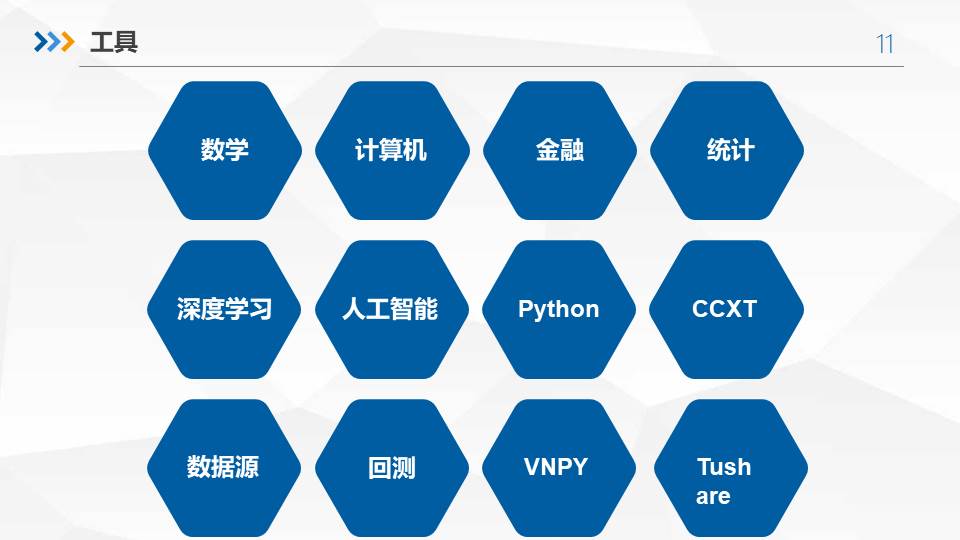 工具
11
数学
计算机
金融
统计
深度学习
人工智能
Python
CCXT
数据源
回测
VNPY
Tush
are